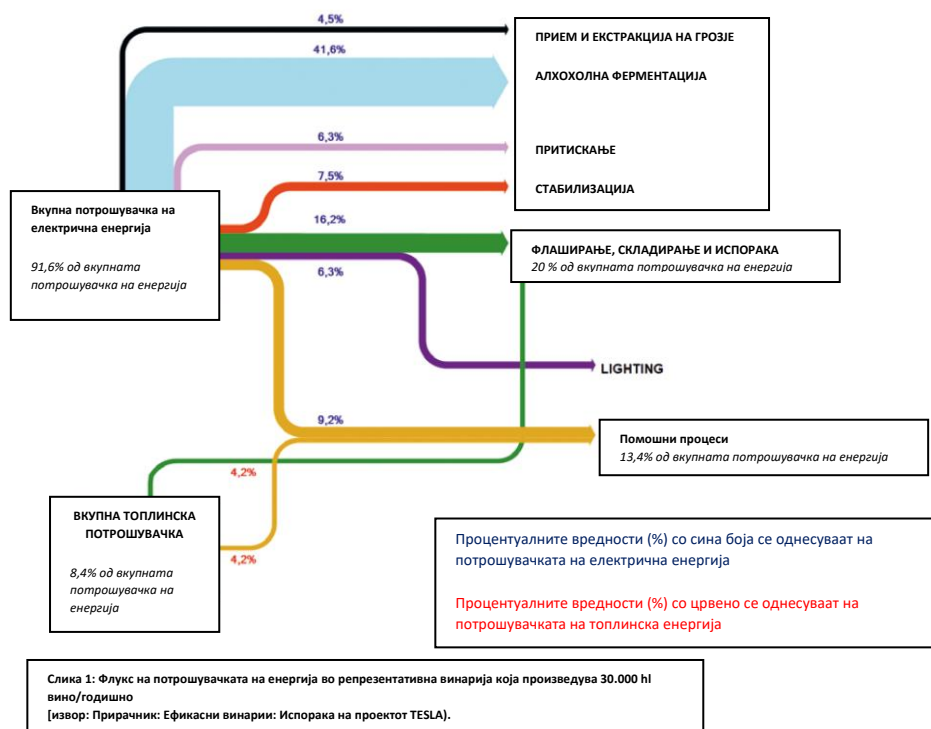 4,5%
ПРИЕМ И ЕКСТРАКЦИЈА НА ГРОЗЈЕ
41,6%
АЛХОХОЛНА ФЕРМЕНТАЦИЈА
6,3%
ПРИТИСКАЊЕ
7,5%
СТАБИЛИЗАЦИЈА
Вкупна потрошувачка на
електрична енергија
91,6% од вкупната
потрошувачка на енергија
16,2%
ФЛАШИРАЊЕ, СКЛАДИРАЊЕ И ИСПОРАКА
20 % од вкупната потрошувачка на енергија
6,3%
LIGHTING
9,2%
Помошни процеси
13,4% од вкупната потрошувачка на енергија
4,2%
ВКУПНА ТОПЛИНСКА
ПОТРОШУВАЧКА
8,4% од вкупната
потрошувачка на
енергија
4,2%
Процентуалните вредности (%) со сина боја се однесуваат на
потрошувачката на електрична енергија
Процентуалните вредности (%) со црвено се однесуваат на
потрошувачката на топлинска енергија
Слика 1: Флукс на потрошувачката на енергија во репрезентативна винарија која произведува 30.000 hl
вино/годишно
[извор: Прирачник: Ефикасни винарии: Испорака на проектот TESLA).